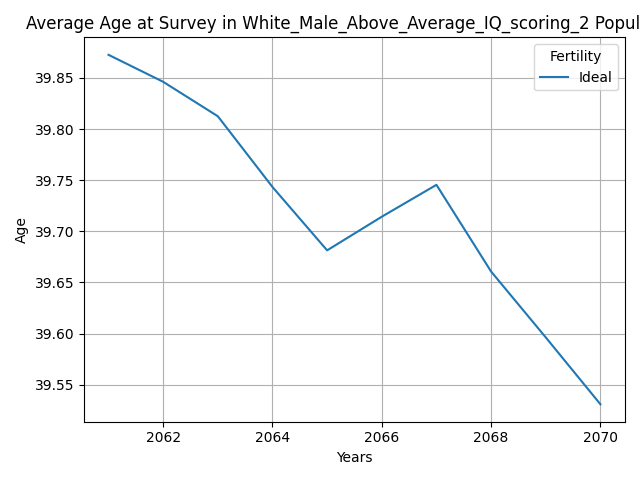 Average Age at Survey in White_Male_Above_Average_IQ_scoring_2 Popul
Fertility
Ideal
39.85
39.80
39.75
39.70
39.65
39.60
39.55
Age
2062 2064 2066 2068 2070
Years